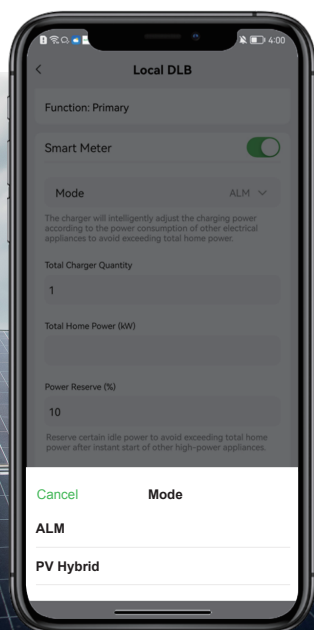 4:00
Local DLB
Function: Primary
Smart Meter
Mode ALM
The charger will intelligently adjust the charging power
according to the power consumption of other electrical
appliances to avoid exceeding total home power.
Total Charger Quantity
1
Total Home Power (kW)
Power Reserve (%)
10
Reserve certain idle power to avoid exceeding total home
power after instant start of other high-power appliances.
Cancel Mode
ALM
PV Hybrid